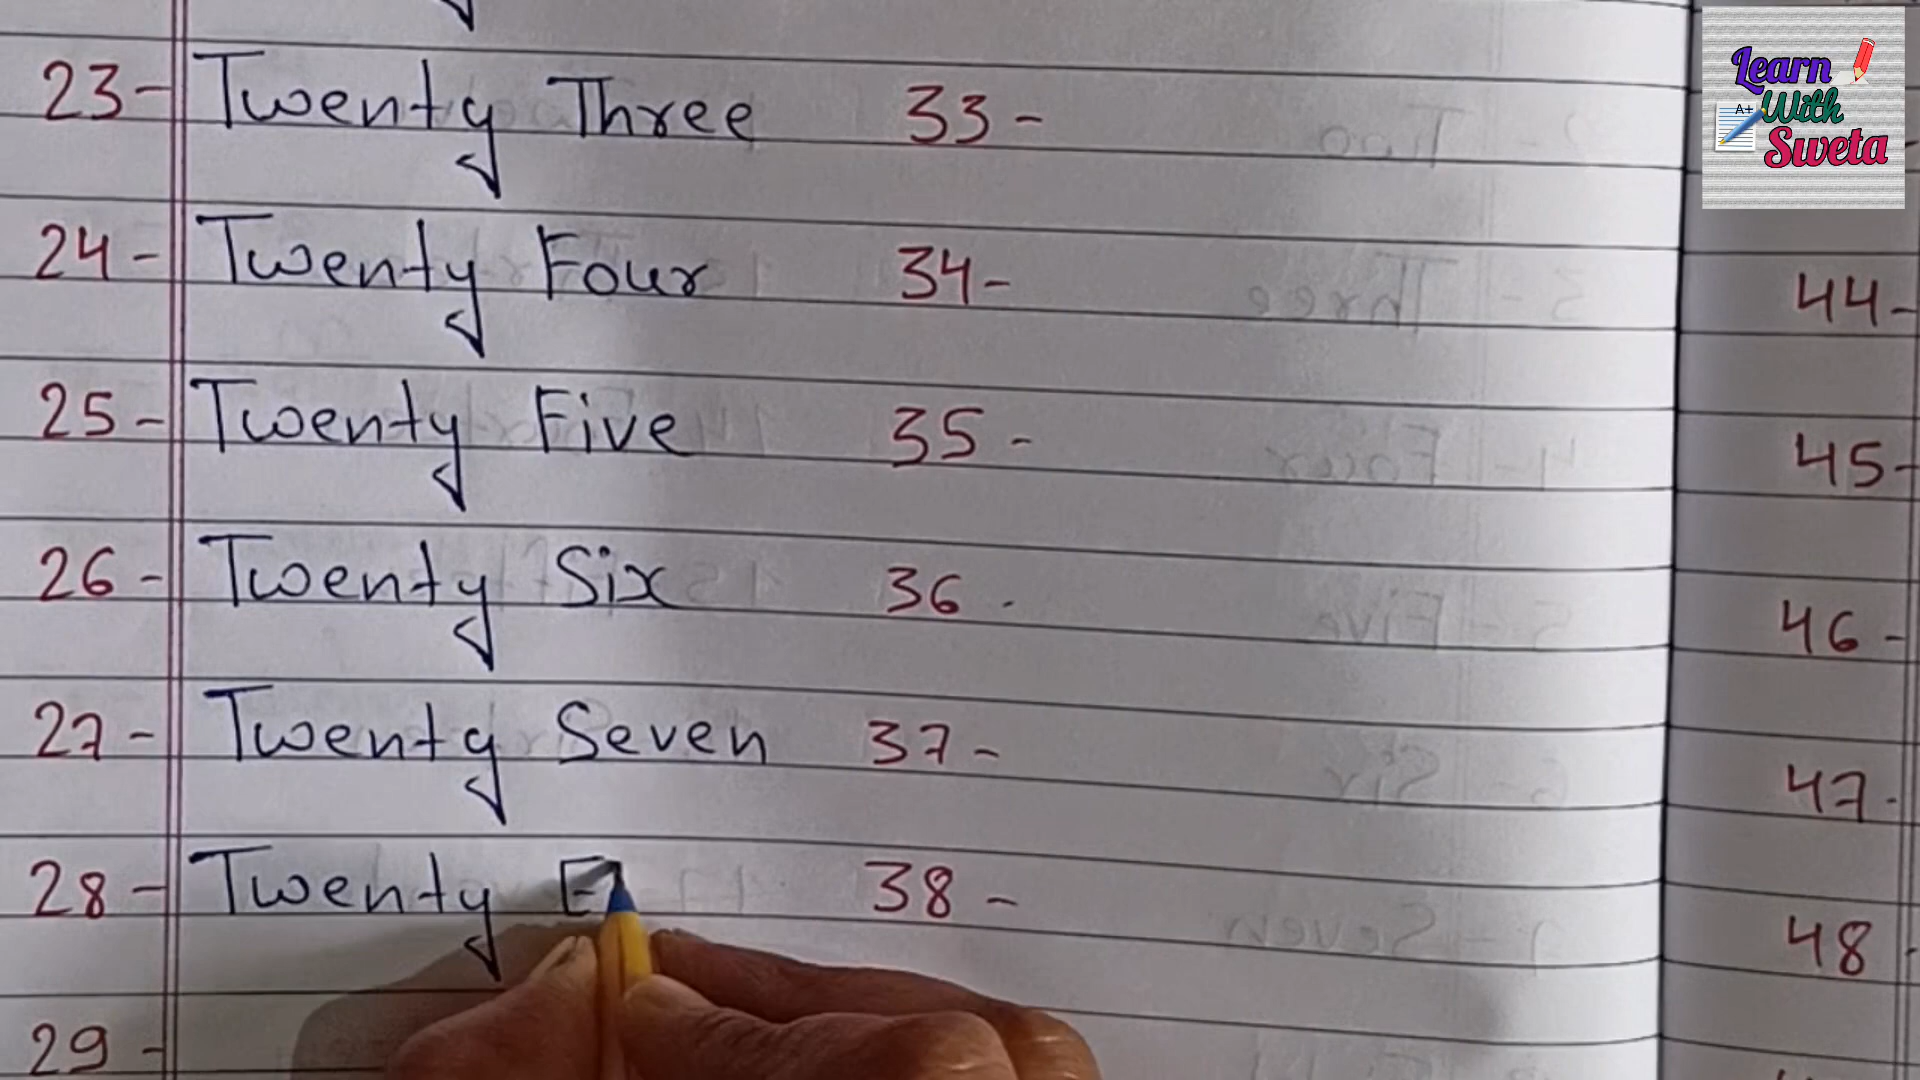 23- Twenty Three 33-
24- Twenty Four 34- 44-
25- Twenty Five 35- 45-
26- Twenty Six 36- 46-
27- Twenty Seven 37- 47-
28- Twenty E 38- 48-
29-
Learn
With
Sweta
A+